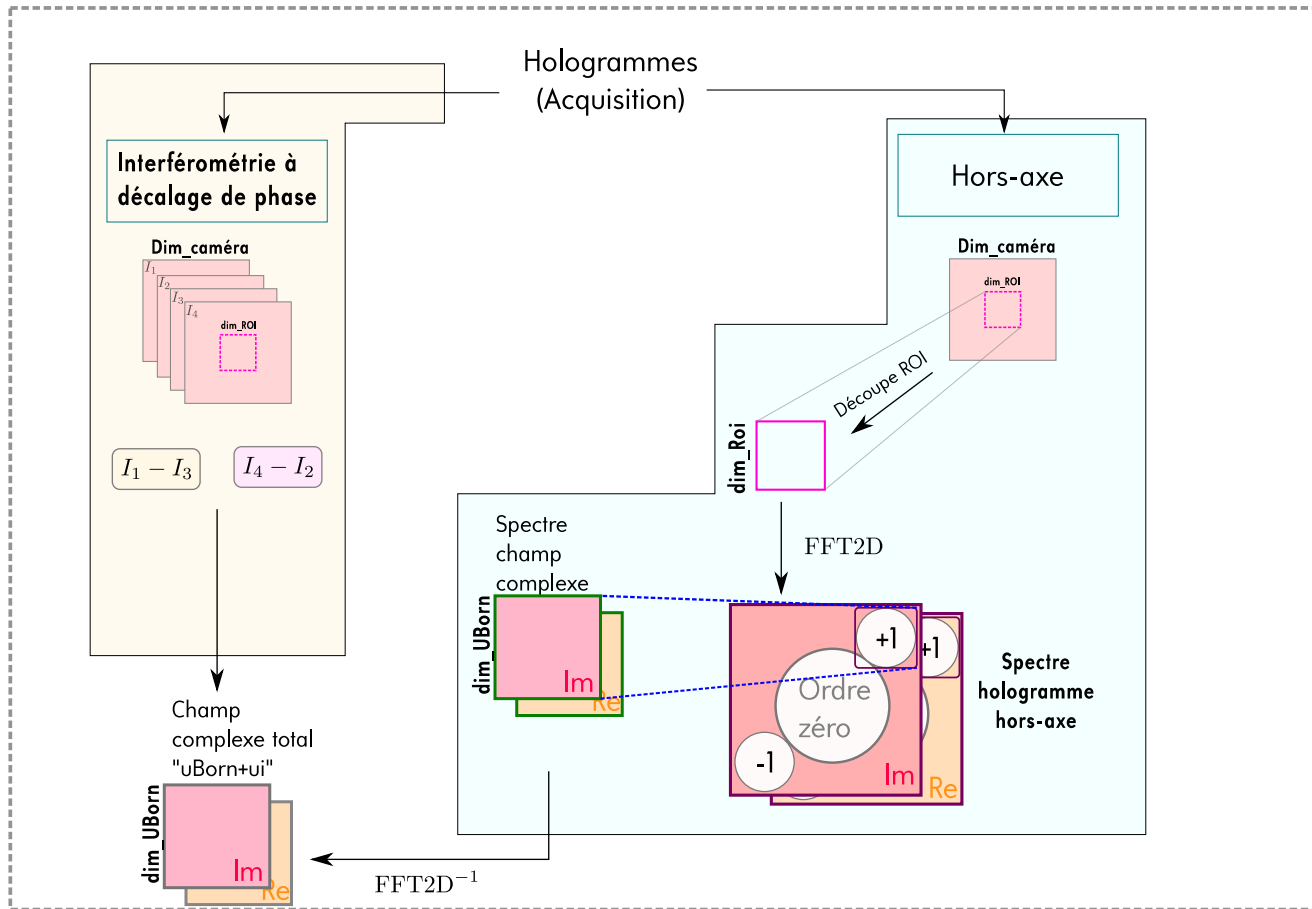 Hologrammes
(Acquisition)
Interférométrie à
décalage de phase
Dim_caméra
I₁
I₂
I₃
I₄
dim_ROI
I₁ − I₃
I₄ − I₂
Champ
complexe total
"uBorn+ui"
dim_UBorn
Im
Re
Hors-axe
Dim_caméra
dim_ROI
Découpe ROI
dim_Roi
FFT2D
Spectre
champ
complexe
dim_UBorn
Im
Re
+1
+1
Ordre
zéro
-1
Im
Re
Spectre
hologramme
hors-axe
FFT2D⁻¹